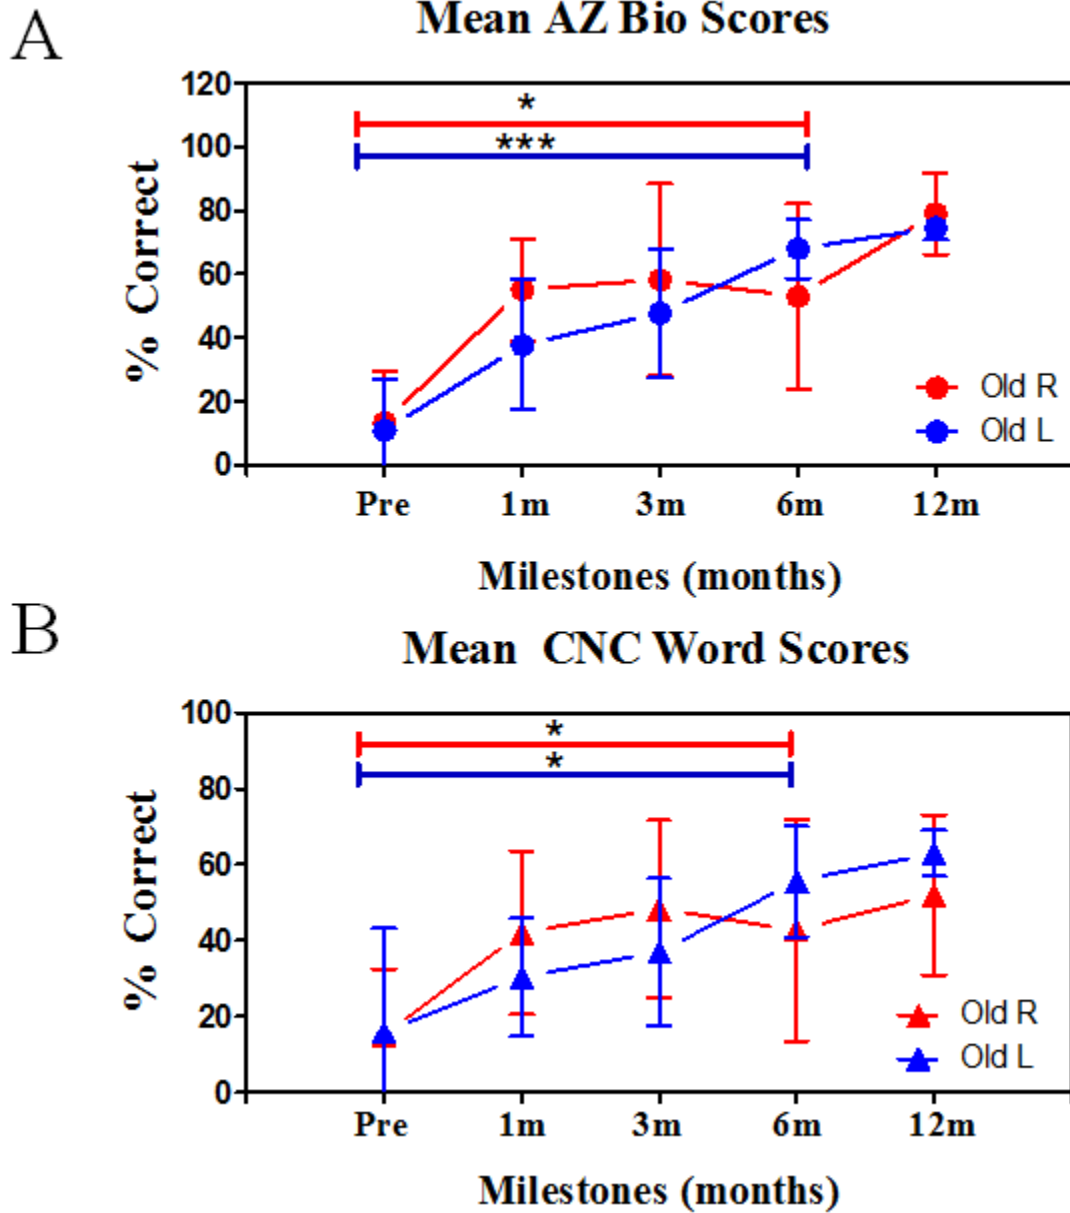 A
Mean AZ Bio Scores
120
100
80
60
40
20
0
% Correct
*
***
Old R
Old L
Pre 1m 3m 6m 12m
Milestones (months)
B
Mean CNC Word Scores
100
80
60
40
20
0
% Correct
*
*
Old R
Old L
Pre 1m 3m 6m 12m
Milestones (months)